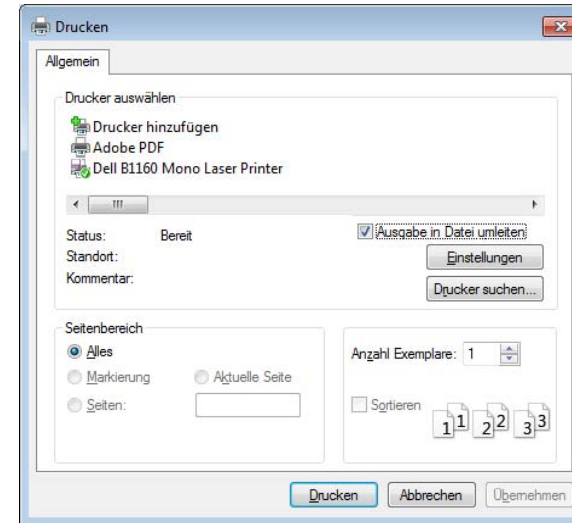 Drucken
Allgemein
Drucker auswählen
Drucker hinzufügen
Adobe PDF
Dell B1160 Mono Laser Printer
Status: Bereit
Ausgabe in Datei umleiten
Standort:
Einstellungen
Kommentar:
Drucker suchen...
Seitenbereich
Alles
Anzahl Exemplare: 1
Markierung Aktuelle Seite
Seiten:
Sortieren
1 1 2 2 3 3
Drucken Abbrechen Übernehmen